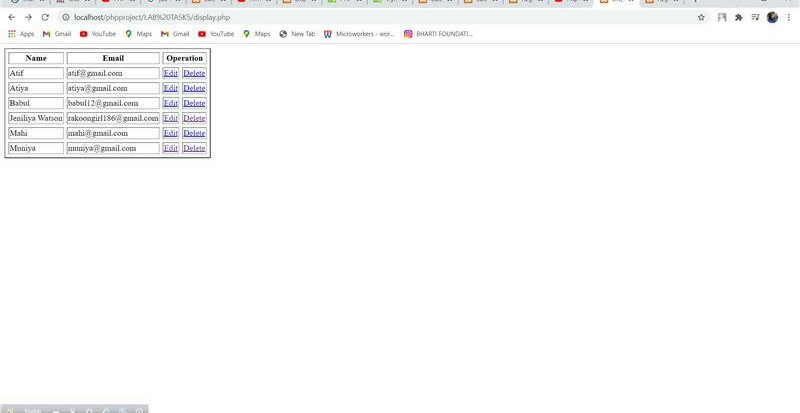 localhost/phpproject/LAB%20TASK5/display.php
Apps Gmail YouTube Maps Gmail YouTube Maps New Tab Microworkers - wor... BHARTI FOUNDATI...
Name Email Operation
Atif atif@gmail.com Edit Delete
Atiya atiya@gmail.com Edit Delete
Babul babul12@gmail.com Edit Delete
Jeniliya Watson rakoongirl186@gmail.com Edit Delete
Mahi mahi@gmail.com Edit Delete
Muniya muniya@gmail.com Edit Delete
English